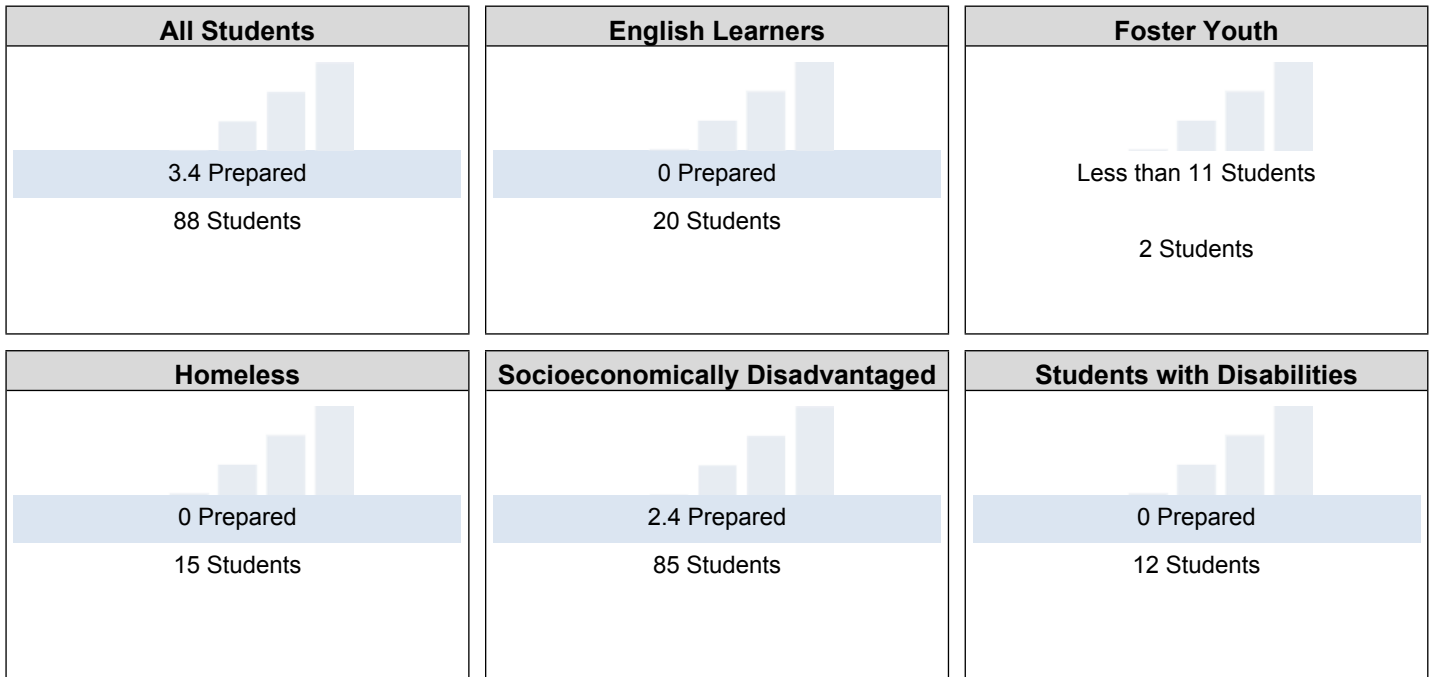 All Students
3.4 Prepared
88 Students
English Learners
0 Prepared
20 Students
Foster Youth
Less than 11 Students
2 Students
Homeless
0 Prepared
15 Students
Socioeconomically Disadvantaged
2.4 Prepared
85 Students
Students with Disabilities
0 Prepared
12 Students